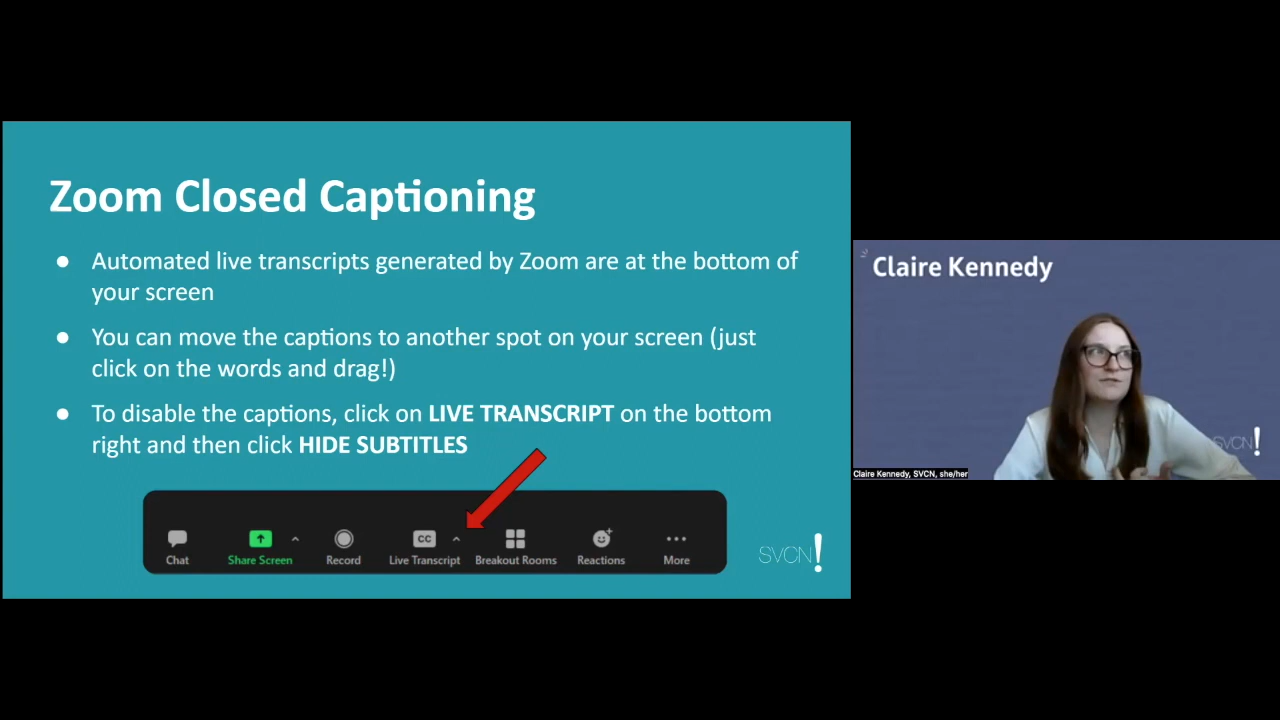 Zoom Closed Captioning
● Automated live transcripts generated by Zoom are at the bottom of
your screen
● You can move the captions to another spot on your screen (just
click on the words and drag!)
● To disable the captions, click on LIVE TRANSCRIPT on the bottom
right and then click HIDE SUBTITLES
CC
Chat
Share Screen
Record
Live Transcript
Breakout Rooms
Reactions
More
SVCN!
Claire Kennedy
SVCN!
Claire Kennedy, SVCN, she/her